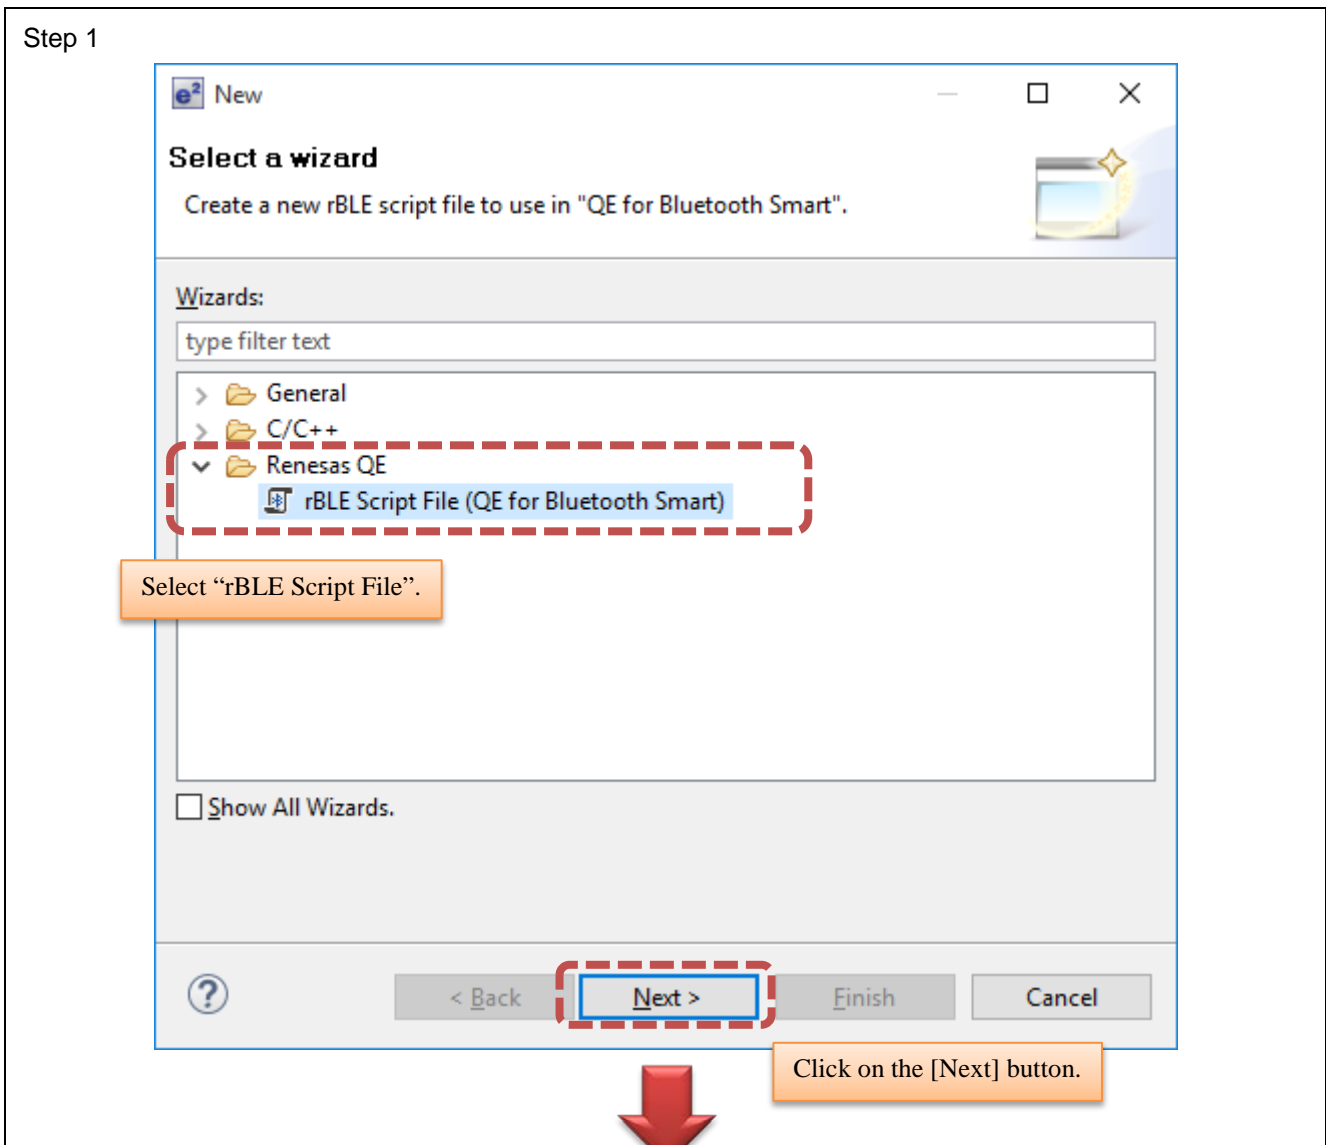 Step 1
e² New
Select a wizard
Create a new rBLE script file to use in "QE for Bluetooth Smart".
Wizards:
type filter text
General
C/C++
Renesas QE
rBLE Script File (QE for Bluetooth Smart)
Select “rBLE Script File”.
Show All Wizards.
? < Back Next > Finish Cancel
Click on the [Next] button.